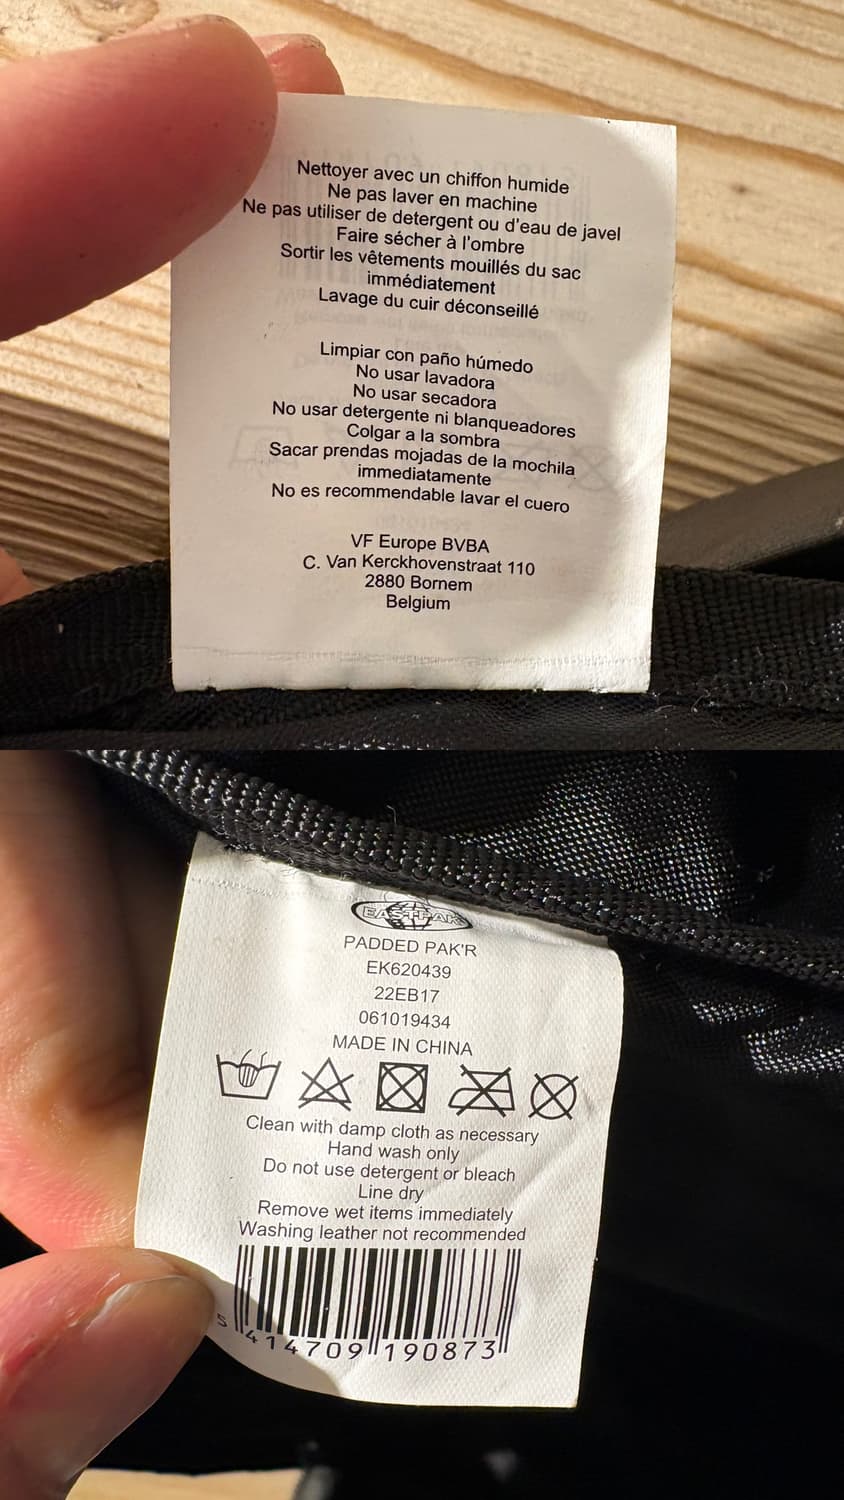 Nettoyer avec un chiffon humide
Ne pas laver en machine
Ne pas utiliser de detergent ou d'eau de javel
Faire sécher à l'ombre
Sortir les vêtements mouillés du sac
immédiatement
Lavage du cuir déconseillé
Limpiar con paño húmedo
No usar lavadora
No usar secadora
No usar detergente ni blanqueadores
Colgar a la sombra
Sacar prendas mojadas de la mochila
immediatamente
No es recommendable lavar el cuero
VF Europe BVBA
C. Van Kerckhovenstraat 110
2880 Bornem
Belgium
EASTPAK
PADDED PAK'R
EK620439
22EB17
061019434
MADE IN CHINA
Clean with damp cloth as necessary
Hand wash only
Do not use detergent or bleach
Line dry
Remove wet items immediately
Washing leather not recommended
5 414709 190873